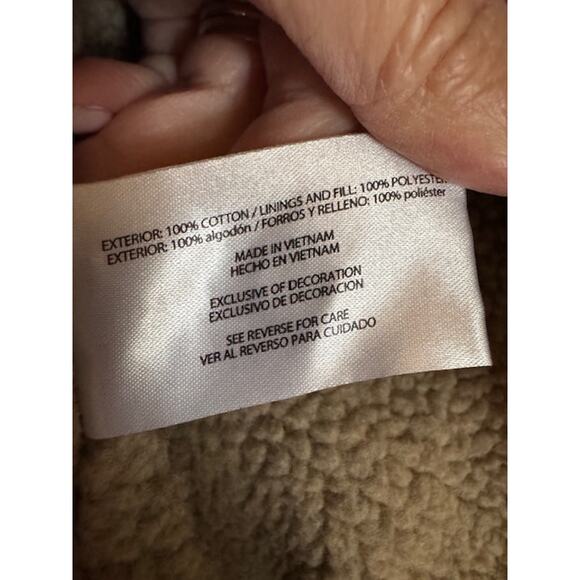 EXTERIOR: 100% COTTON / LININGS AND FILL: 100% POLYESTER
EXTERIOR: 100% algodón / FORROS Y RELLENO: 100% poliéster
MADE IN VIETNAM
HECHO EN VIETNAM
EXCLUSIVE OF DECORATION
EXCLUSIVO DE DECORACION
SEE REVERSE FOR CARE
VER AL REVERSO PARA CUIDADO